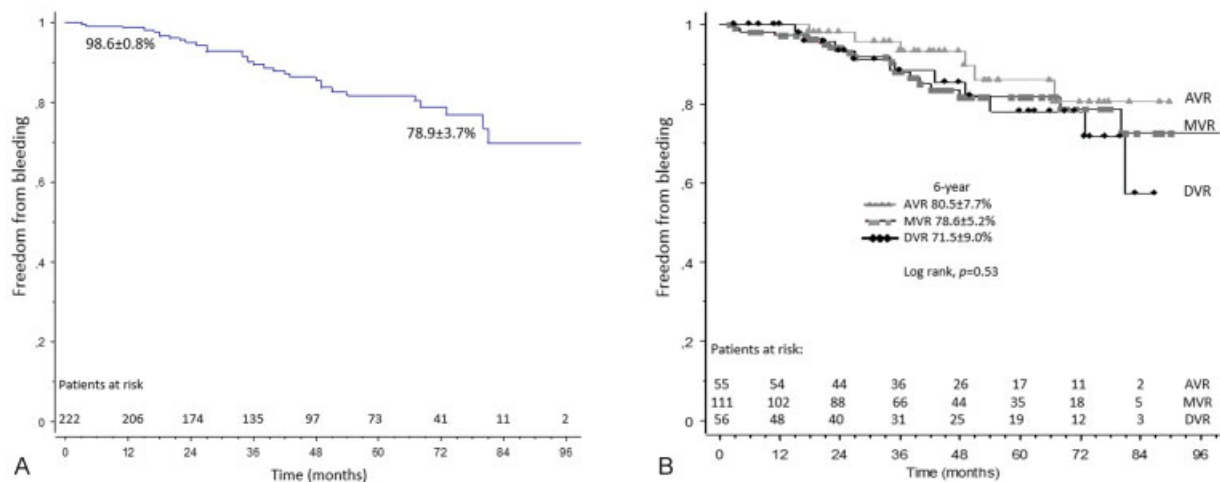 1
98.6±0.8%
,8
78.9±3.7%
,6
,4
,2
0
Freedom from bleeding
Patients at risk
222 206 174 135 97 73 41 11 2
0 12 24 36 48 60 72 84 96
Time (months)
A
1
,8
,6
,4
,2
0
Freedom from bleeding
AVR
MVR
DVR
6-year
AVR 80.5±7.7%
MVR 78.6±5.2%
DVR 71.5±9.0%
Log rank, p=0.53
Patients at risk:
55 54 44 36 26 17 11 2 AVR
111 102 88 66 44 35 18 5 MVR
56 48 40 31 25 19 12 3 DVR
0 12 24 36 48 60 72 84 96
Time (months)
B